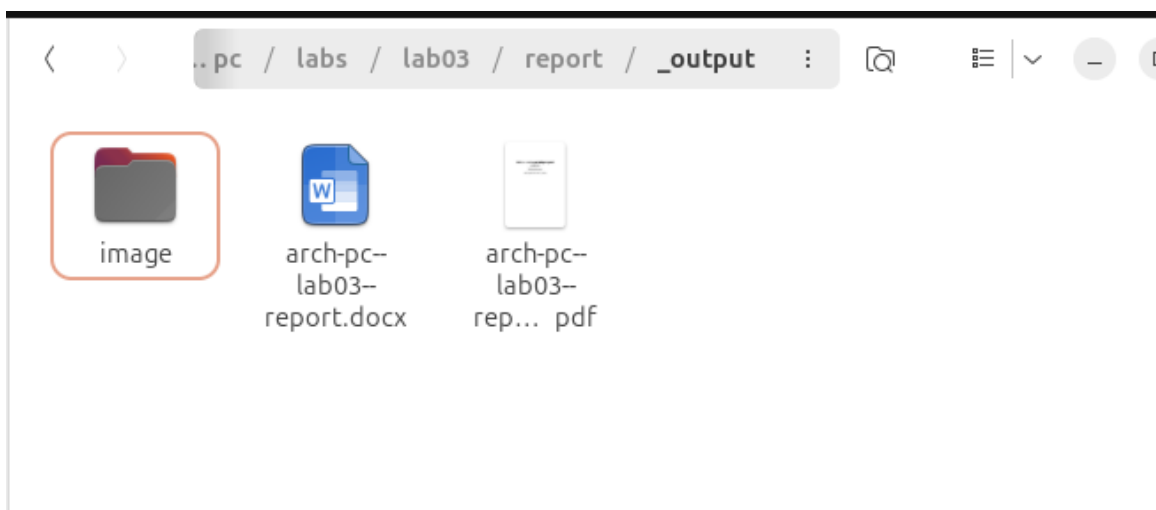 .. pc / labs / lab03 / report / _output
image
arch-pc--
lab03--
report.docx
arch-pc--
lab03--
rep... pdf
W